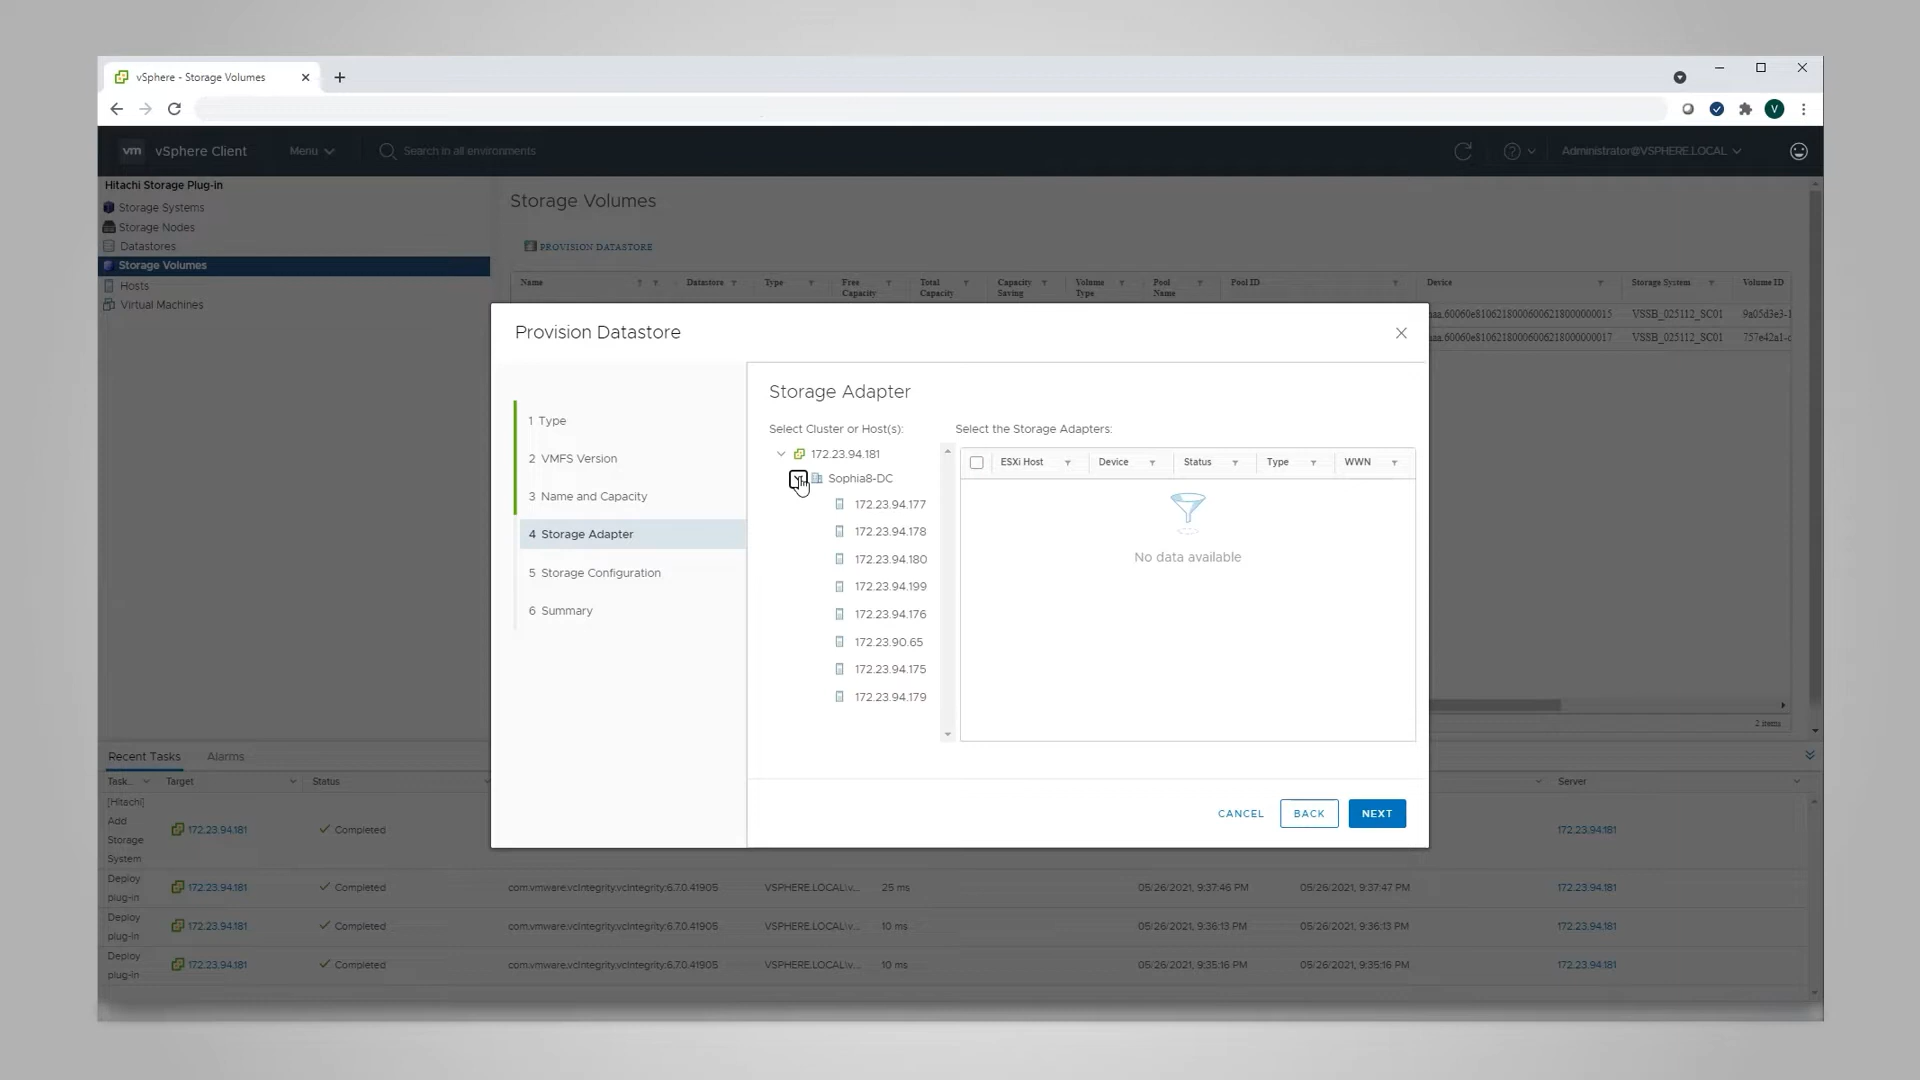 vSphere - Storage Volumes
V
vm vSphere Client Menu Search in all environments Administrator@VSPHERE.LOCAL
Hitachi Storage Plug-in
Storage Systems
Storage Nodes
Datastores
Storage Volumes
Hosts
Virtual Machines
Storage Volumes
PROVISION DATASTORE
Name Datastore Type Free Capacity Total Capacity Capacity Saving Volume Type Pool Name Pool ID Device Storage System Volume ID
VSSB_025112_SC01 9a05d3e3-1
VSSB_025112_SC01
2 items
Provision Datastore
1 Type
2 VMFS Version
3 Name and Capacity
4 Storage Adapter
5 Storage Configuration
6 Summary
Storage Adapter
Select Cluster or Host(s):
172.23.94.181
Sophia8-DC
172.23.94.177
172.23.94.178
172.23.94.180
172.23.94.199
172.23.94.176
172.23.90.65
172.23.94.175
172.23.94.179
Select the Storage Adapters:
ESXi Host Device Status Type WWN
No data available
CANCEL BACK NEXT
Recent Tasks Alarms
Task... Target Status Server
[Hitachi] Add Storage System 172.23.94.181 Completed 172.23.94.181
Deploy plug-in 172.23.94.181 Completed com.vmware.vcIntegrity.vcIntegrity:6.7.0.41905 VSPHERE.LOCAL\v... 25 ms 05/26/2021, 9:37:46 PM 05/26/2021, 9:37:47 PM 172.23.94.181
Deploy plug-in 172.23.94.181 Completed com.vmware.vcIntegrity.vcIntegrity:6.7.0.41905 VSPHERE.LOCAL\v... 10 ms 05/26/2021, 9:36:13 PM 05/26/2021, 9:36:13 PM 172.23.94.181
Deploy plug-in 172.23.94.181 Completed com.vmware.vcIntegrity.vcIntegrity:6.7.0.41905 VSPHERE.LOCAL\v... 10 ms 05/26/2021, 9:35:16 PM 05/26/2021, 9:35:16 PM 172.23.94.181